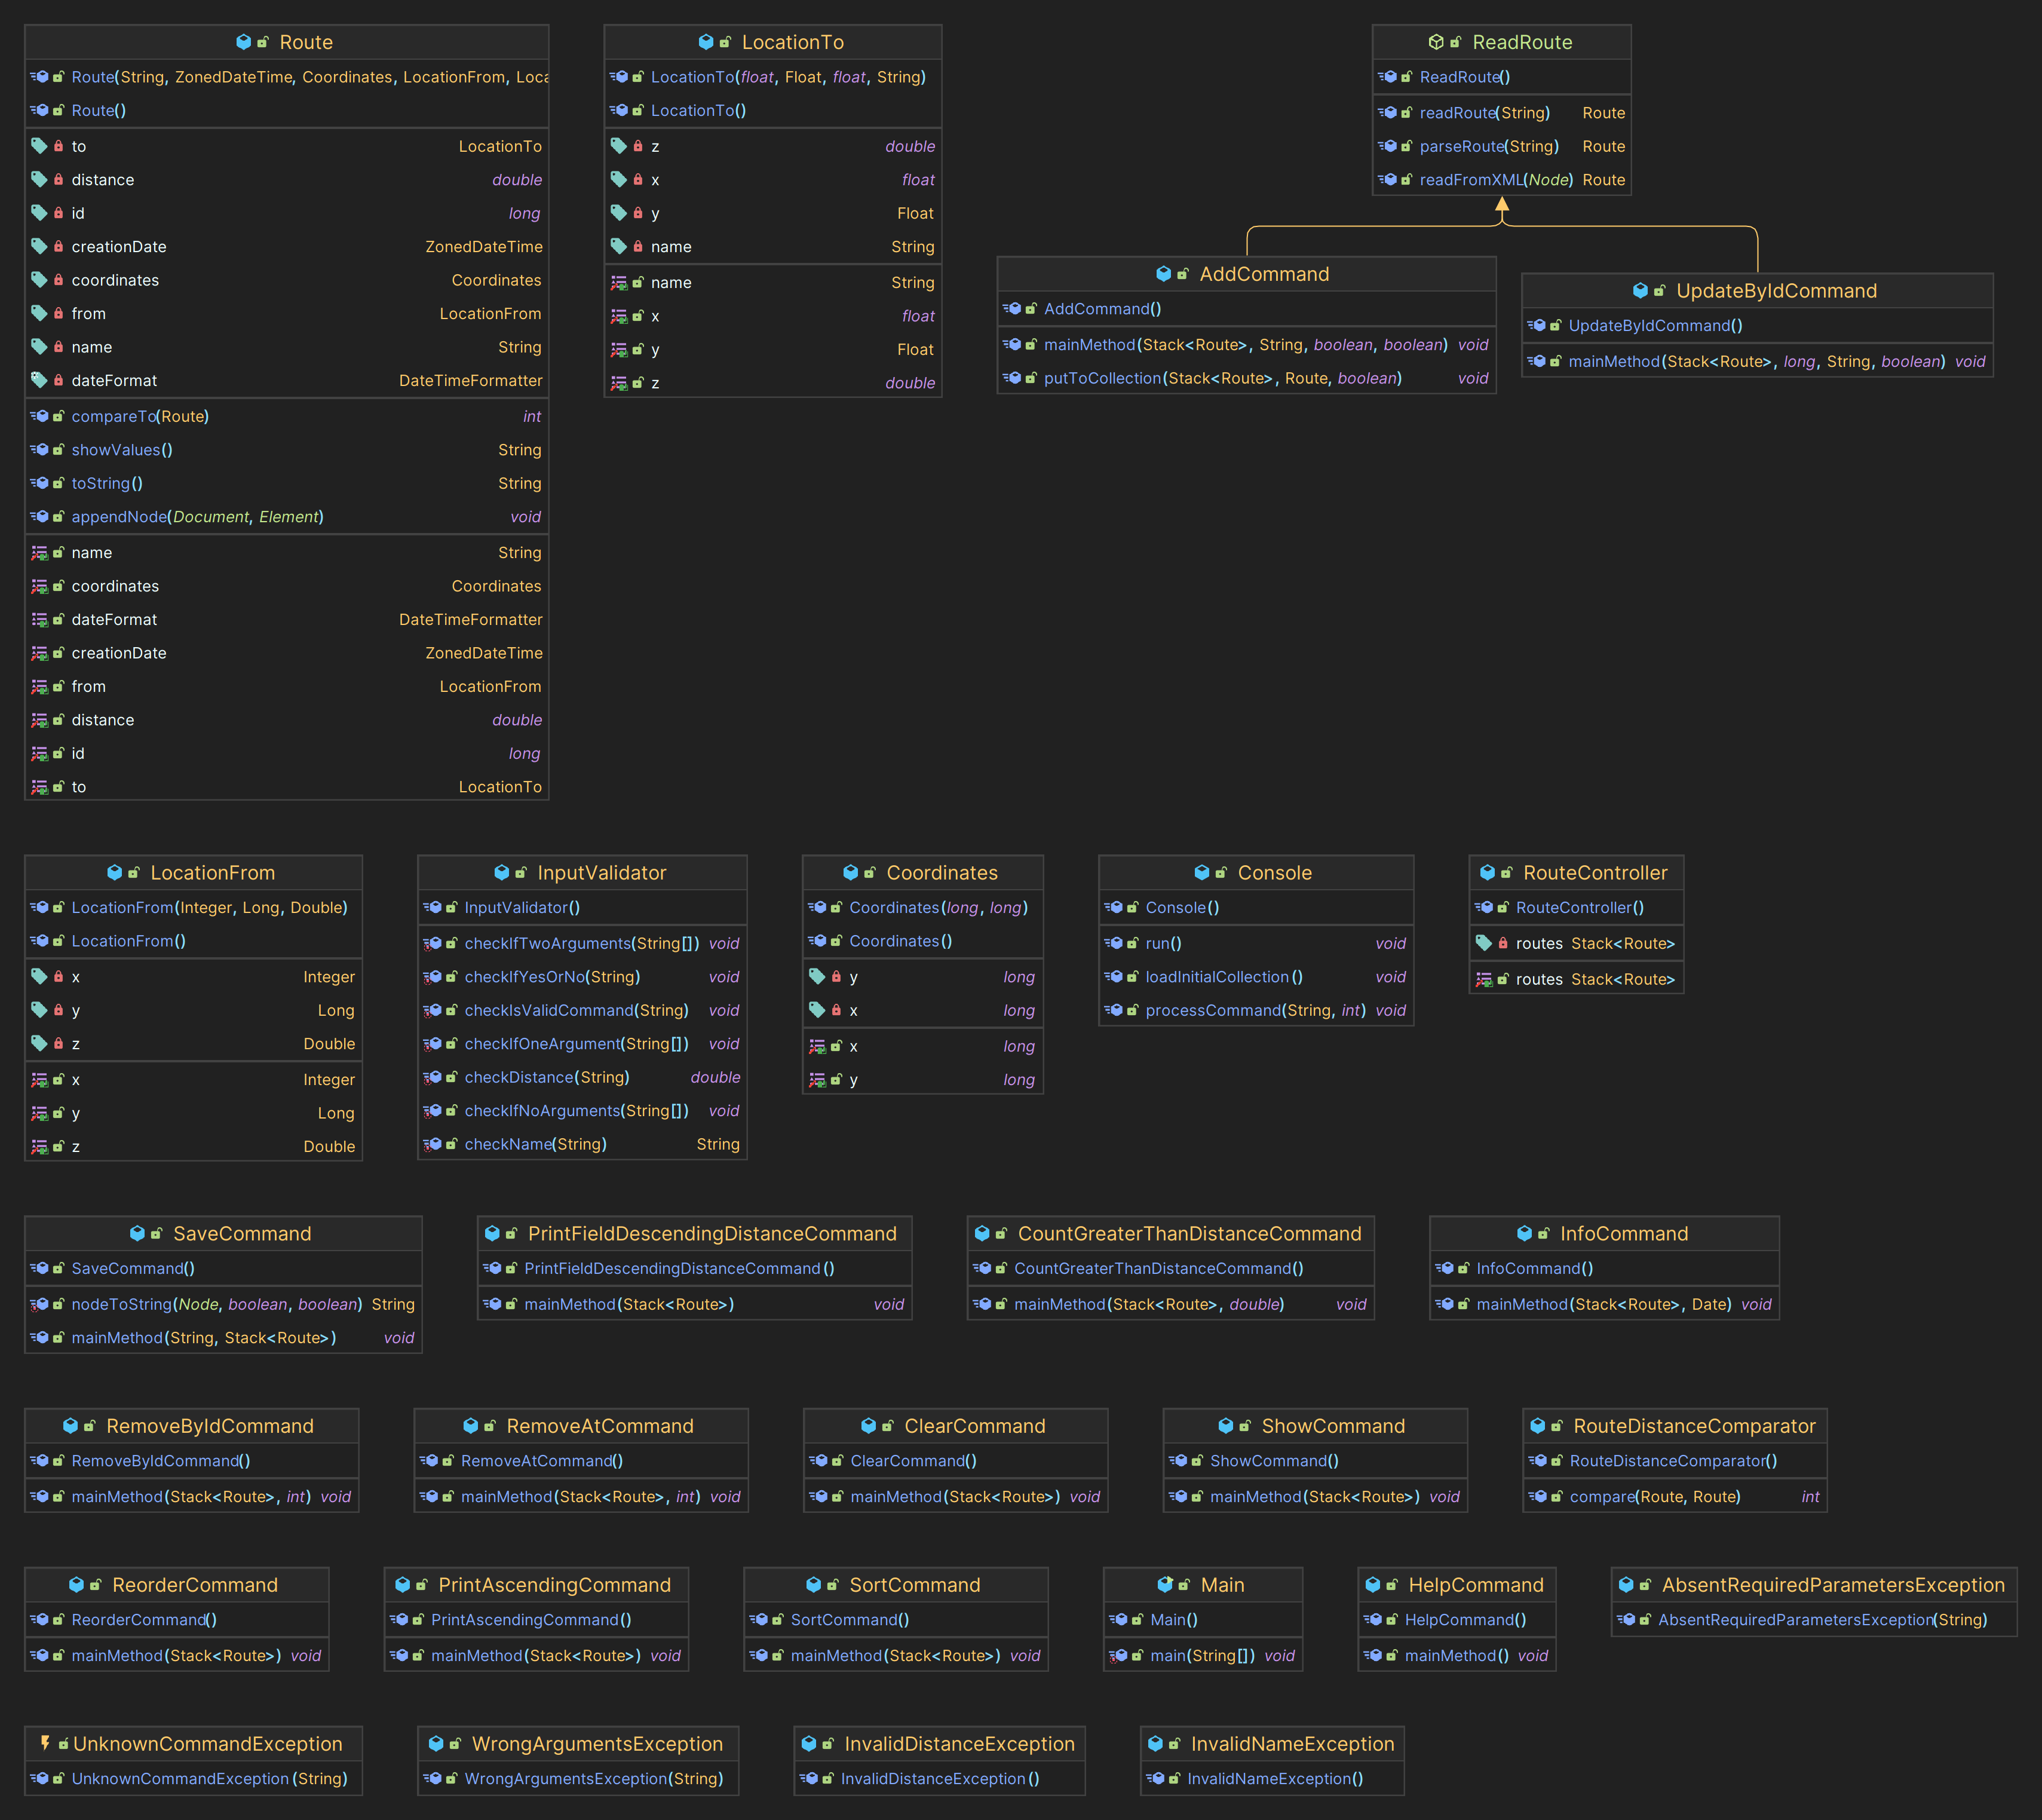 Route
Route(String, ZonedDateTime, Coordinates, LocationFrom, Loca
Route()
to LocationTo
distance double
id long
creationDate ZonedDateTime
coordinates Coordinates
from LocationFrom
name String
dateFormat DateTimeFormatter
compareTo(Route) int
showValues() String
toString() String
appendNode(Document, Element) void
name String
coordinates Coordinates
dateFormat DateTimeFormatter
creationDate ZonedDateTime
from LocationFrom
distance double
id long
to LocationTo
LocationTo
LocationTo(float, Float, float, String)
LocationTo()
z double
x float
y Float
name String
name String
x float
y Float
z double
ReadRoute
ReadRoute()
readRoute(String) Route
parseRoute(String) Route
readFromXML(Node) Route
AddCommand
AddCommand()
mainMethod(Stack<Route>, String, boolean, boolean) void
putToCollection(Stack<Route>, Route, boolean) void
UpdateByIdCommand
UpdateByIdCommand()
mainMethod(Stack<Route>, long, String, boolean) void
LocationFrom
LocationFrom(Integer, Long, Double)
LocationFrom()
x Integer
y Long
z Double
x Integer
y Long
z Double
InputValidator
InputValidator()
checkIfTwoArguments(String[]) void
checkIfYesOrNo(String) void
checkIsValidCommand(String) void
checkIfOneArgument(String[]) void
checkDistance(String) double
checkIfNoArguments(String[]) void
checkName(String) String
Coordinates
Coordinates(long, long)
Coordinates()
y long
x long
x long
y long
Console
Console()
run() void
loadInitialCollection() void
processCommand(String, int) void
RouteController
RouteController()
routes Stack<Route>
routes Stack<Route>
SaveCommand
SaveCommand()
nodeToString(Node, boolean, boolean) String
mainMethod(String, Stack<Route>) void
PrintFieldDescendingDistanceCommand
PrintFieldDescendingDistanceCommand()
mainMethod(Stack<Route>) void
CountGreaterThanDistanceCommand
CountGreaterThanDistanceCommand()
mainMethod(Stack<Route>, double) void
InfoCommand
InfoCommand()
mainMethod(Stack<Route>, Date) void
RemoveByIdCommand
RemoveByIdCommand()
mainMethod(Stack<Route>, int) void
RemoveAtCommand
RemoveAtCommand()
mainMethod(Stack<Route>, int) void
ClearCommand
ClearCommand()
mainMethod(Stack<Route>) void
ShowCommand
ShowCommand()
mainMethod(Stack<Route>) void
RouteDistanceComparator
RouteDistanceComparator()
compare(Route, Route) int
ReorderCommand
ReorderCommand()
mainMethod(Stack<Route>) void
PrintAscendingCommand
PrintAscendingCommand()
mainMethod(Stack<Route>) void
SortCommand
SortCommand()
mainMethod(Stack<Route>) void
Main
Main()
main(String[]) void
HelpCommand
HelpCommand()
mainMethod() void
AbsentRequiredParametersException
AbsentRequiredParametersException(String)
UnknownCommandException
UnknownCommandException(String)
WrongArgumentsException
WrongArgumentsException(String)
InvalidDistanceException
InvalidDistanceException()
InvalidNameException
InvalidNameException()